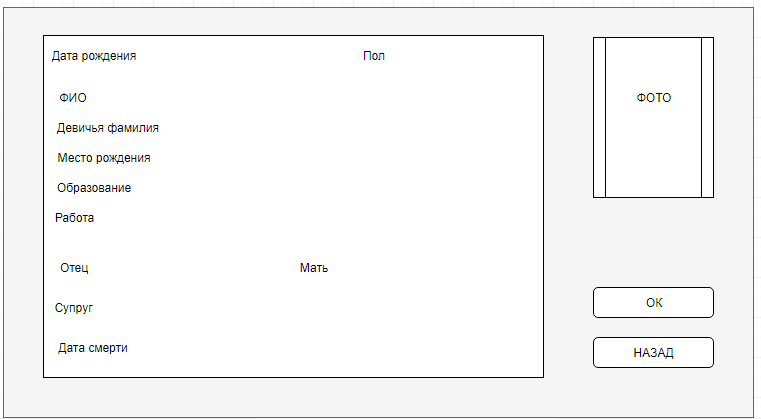 Дата рождения Пол
ФИО
Девичья фамилия
Место рождения
Образование
Работа
Отец Мать
Супруг
Дата смерти
ФОТО
ОК
НАЗАД